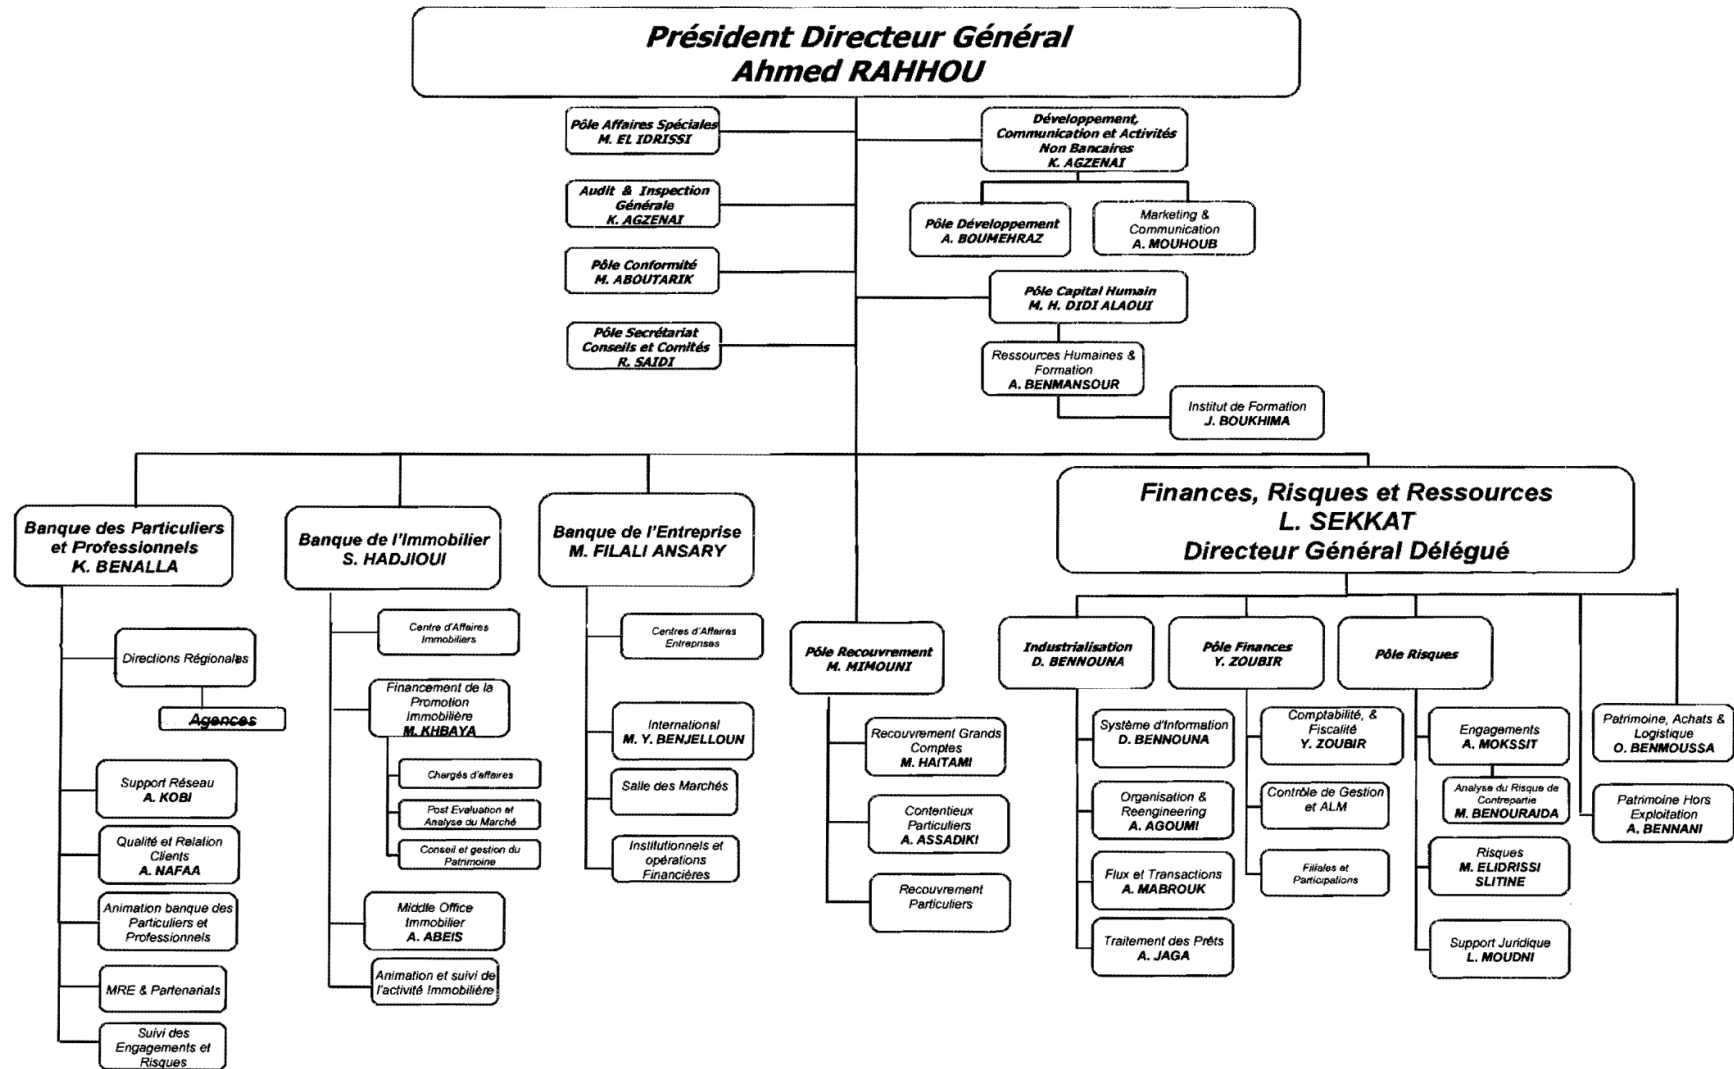 Président Directeur Général
Ahmed RAHHOU
Pôle Affaires Spéciales
M. EL IDRISSI
Développement,
Communication et Activités
Non Bancaires
K. AGZENAI
Audit & Inspection
Générale
K. AGZENAI
Pôle Développement
A. BOUMEHRAZ
Marketing &
Communication
A. MOUHOUB
Pôle Conformité
M. ABOUTARIK
Pôle Capital Humain
M. H. DIDI ALAOUI
Pôle Secrétariat
Conseils et Comités
R. SAIDI
Ressources Humaines &
Formation
A. BENMANSOUR
Institut de Formation
J. BOUKHIMA
Banque des Particuliers
et Professionnels
K. BENALLA
Banque de l'Immobilier
S. HADJIOUI
Banque de l'Entreprise
M. FILALI ANSARY
Finances, Risques et Ressources
L. SEKKAT
Directeur Général Délégué
Directions Régionales
Agences
Support Réseau
A. KOBI
Qualité et Relation
Clients
A. NAFAA
Animation banque des
Particuliers et
Professionnels
MRE & Partenariats
Suivi des
Engagements et
Risques
Centre d'Affaires
Immobiliers
Financement de la
Promotion
Immobilière
M. KHBAYA
Chargés d'affaires
Post Evaluation et
Analyse du Marché
Conseil et gestion du
Patrimoine
Middle Office
Immobilier
A. ABEIS
Animation et suivi de
l'activité Immobilière
Centres d'Affaires
Entreprises
International
M. Y. BENJELLOUN
Salle des Marchés
Institutionnels et
opérations
Financières
Pôle Recouvrement
M. MIMOUNI
Recouvrement Grands
Comptes
M. HAITAMI
Contentieux
Particuliers
A. ASSADIKI
Recouvrement
Particuliers
Industrialisation
D. BENNOUNA
Système d'Information
D. BENNOUNA
Organisation &
Reengineering
A. AGOUMI
Flux et Transactions
A. MABROUK
Traitement des Prêts
A. JAGA
Pôle Finances
Y. ZOUBIR
Comptabilité, &
Fiscalité
Y. ZOUBIR
Contrôle de Gestion
et ALM
Filiales et
Participations
Pôle Risques
Engagements
A. MOKSSIT
Analyse du Risque de
Contrepartie
M. BENOURAIDA
Risques
M. ELIDRISSI
SLITINE
Support Juridique
L. MOUDNI
Patrimoine, Achats &
Logistique
O. BENMOUSSA
Patrimoine Hors
Exploitation
A. BENNANI